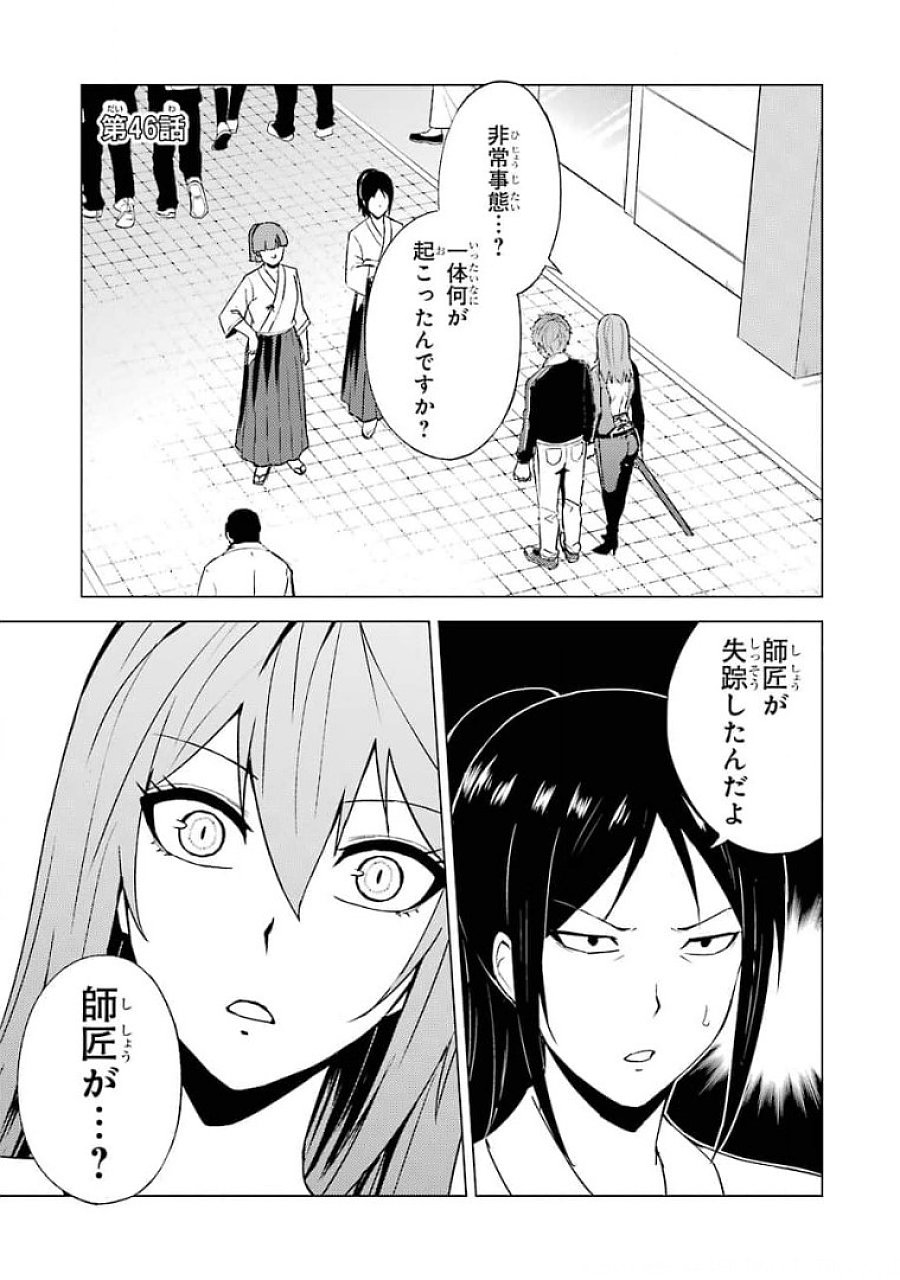 第46話
非常事態…？
一体何が
起こったんですか？
師匠が
失踪したんだよ
師匠が…？